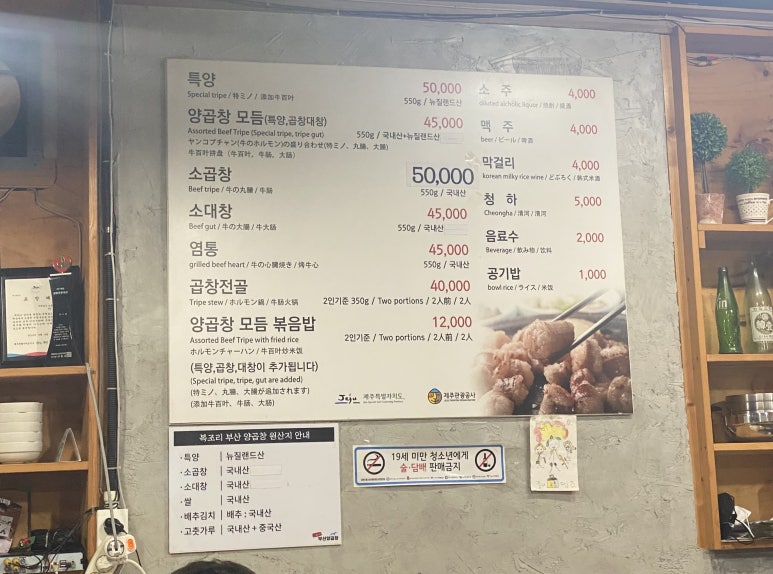 특양 50,000
Special tripe / 特ミノ / 添加牛百叶 550g / 뉴질랜드산
양곱창 모듬(특양,곱창대창) 45,000
Assorted Beef Tripe (Special tripe, tripe gut) 550g / 국내산+뉴질랜드산
ヤンコプチャン(牛のホルモン)の盛り合わせ(特ミノ、丸腸、大腸)
牛百叶拼盘（牛百叶，牛肠，大肠）
소곱창 50,000
Beef tripe / 牛の丸腸 / 牛肠 550g / 국내산
소대창 45,000
Beef gut / 牛の大腸 / 牛大肠 550g / 국내산
염통 45,000
grilled beef heart / 牛の心臓焼き / 烤牛心 550g / 국내산
곱창전골 40,000
Tripe stew / ホルモン鍋 / 牛肠火锅 2인기준 350g / Two portions / 2人前 / 2人
양곱창 모듬 볶음밥 12,000
Assorted Beef Tripe with fried rice 2인기준 / Two portions / 2人前 / 2人
ホルモンチャーハン / 牛百叶炒米饭
(특양,곱창,대창이 추가됩니다)
(Special tripe, tripe, gut are added)
(特ミノ、丸腸、大腸が追加されます)
(添加牛百叶、牛肠、大肠)
Jeju 제주특별자치도 제주관광공사
소 주 4,000
diluted alcholic liquor / 焼酎 / 烧酒
맥 주 4,000
beer / ビール / 啤酒
막걸리 4,000
korean milky rice wine / どぶろく / 韩式米酒
청 하 5,000
Cheongha / 清河 / 清河
음료수 2,000
Beverage / 飲み物 / 饮料
공기밥 1,000
bowl rice / ライス / 米饭
복조리 부산 양곱창 원산지 안내
·특양 | 뉴질랜드산
·소곱창 | 국내산
·소대창 | 국내산
·쌀 | 국내산
·배추김치 | 배추 : 국내산
·고춧가루 | 국내산 + 중국산
부산양곱창
19세 미만 청소년에게
술·담배 판매금지